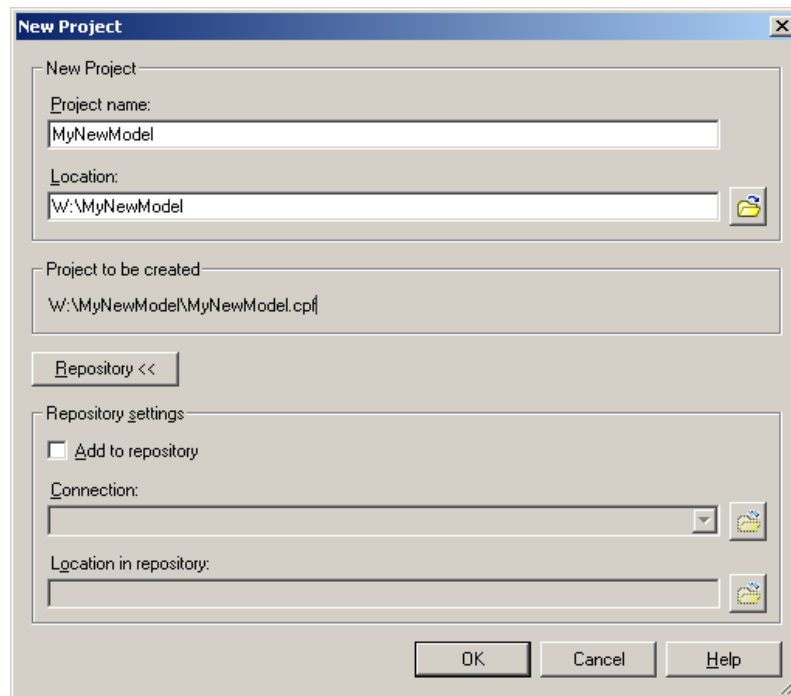 New Project
New Project
Project name:
MyNewModel
Location:
W:\MyNewModel
Project to be created
W:\MyNewModel\MyNewModel.cpf
Repository <<
Repository settings
Add to repository
Connection:
Location in repository:
OK Cancel Help